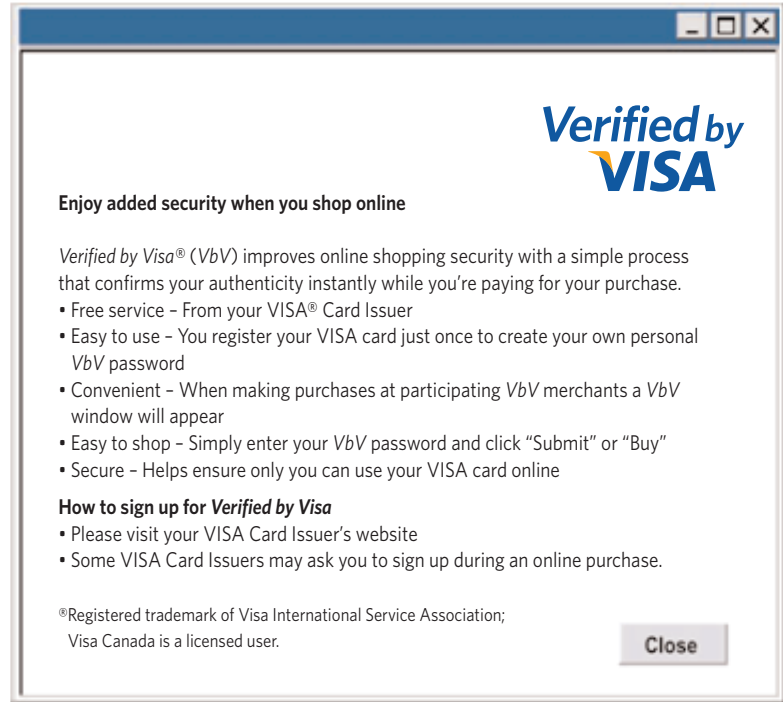 Verified by
VISA
Enjoy added security when you shop online
Verified by Visa® (VbV) improves online shopping security with a simple process
that confirms your authenticity instantly while you’re paying for your purchase.
• Free service – From your VISA® Card Issuer
• Easy to use – You register your VISA card just once to create your own personal
VbV password
• Convenient – When making purchases at participating VbV merchants a VbV
window will appear
• Easy to shop – Simply enter your VbV password and click “Submit” or “Buy”
• Secure – Helps ensure only you can use your VISA card online
How to sign up for Verified by Visa
• Please visit your VISA Card Issuer’s website
• Some VISA Card Issuers may ask you to sign up during an online purchase.
®Registered trademark of Visa International Service Association;
Visa Canada is a licensed user.
Close